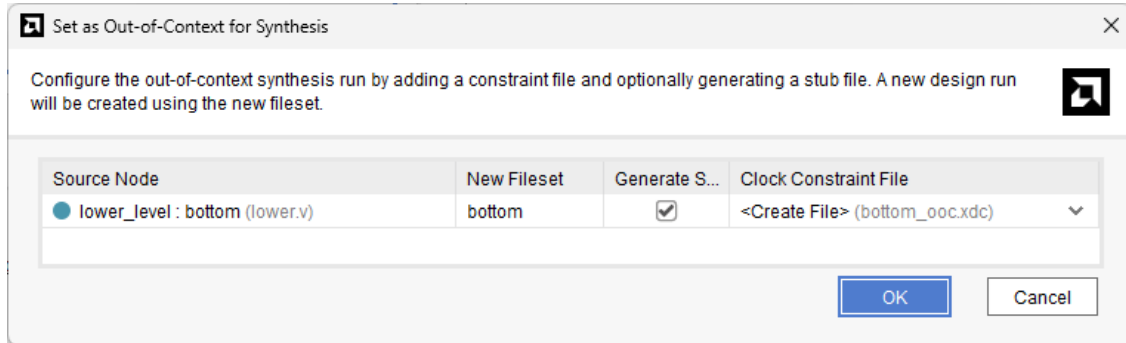 Set as Out-of-Context for Synthesis
Configure the out-of-context synthesis run by adding a constraint file and optionally generating a stub file. A new design run
will be created using the new fileset.
Source Node New Fileset Generate S... Clock Constraint File
lower_level : bottom (lower.v) bottom <Create File> (bottom_ooc.xdc)
OK Cancel